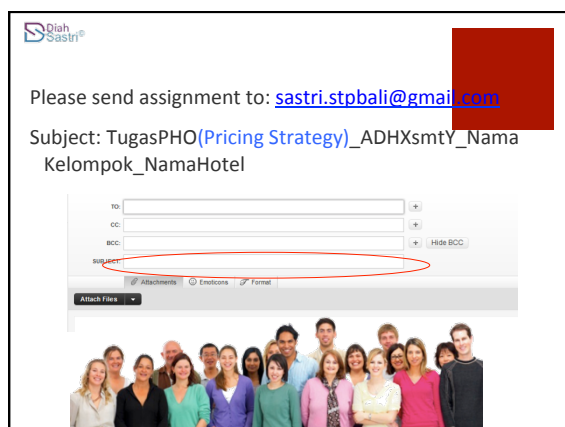 Diah
Sastri®
Please send assignment to: sastri.stpbali@gmail.com
Subject: TugasPHO(Pricing Strategy)_ADHXsmtY_Nama
Kelompok_NamaHotel
TO: +
CC: +
BCC: + Hide BCC
SUBJECT:
Attachments Emoticons Format
Attach Files